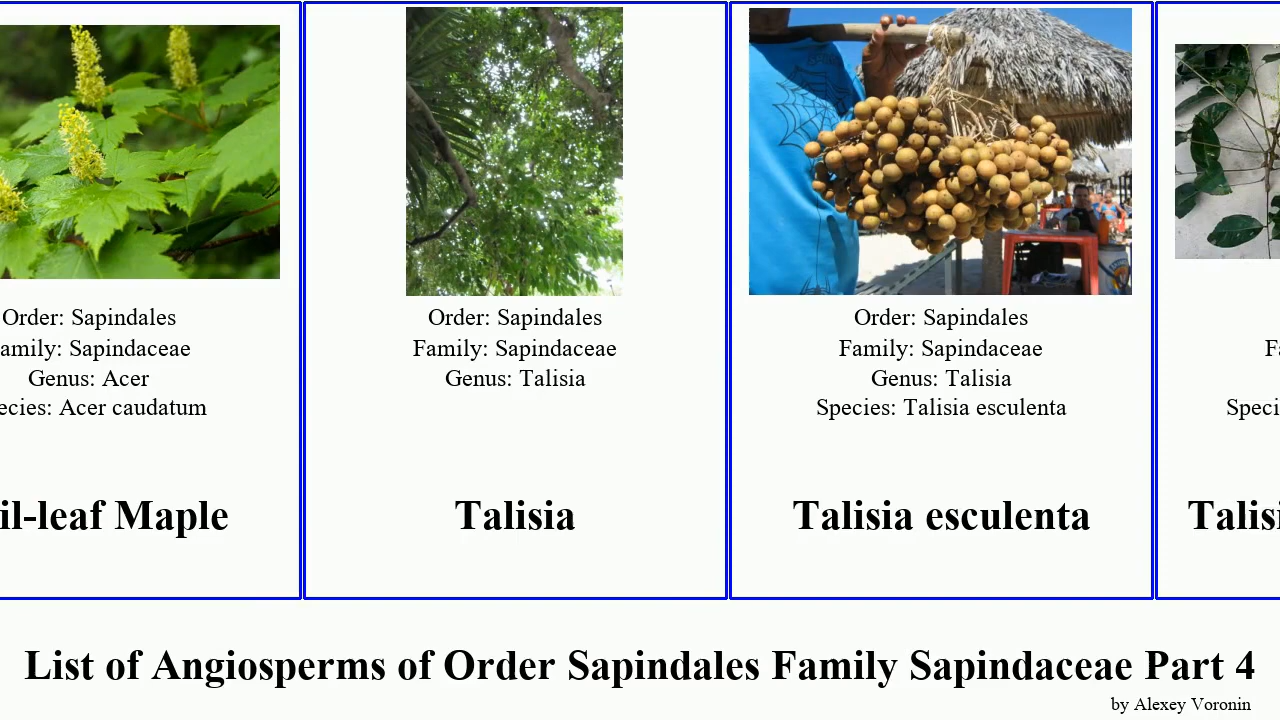 Order: Sapindales
amily: Sapindaceae
Genus: Acer
ecies: Acer caudatum
il-leaf Maple
Order: Sapindales
Family: Sapindaceae
Genus: Talisia
Talisia
Order: Sapindales
Family: Sapindaceae
Genus: Talisia
Species: Talisia esculenta
Talisia esculenta
Fa
Speci
Talisi
List of Angiosperms of Order Sapindales Family Sapindaceae Part 4
by Alexey Voronin